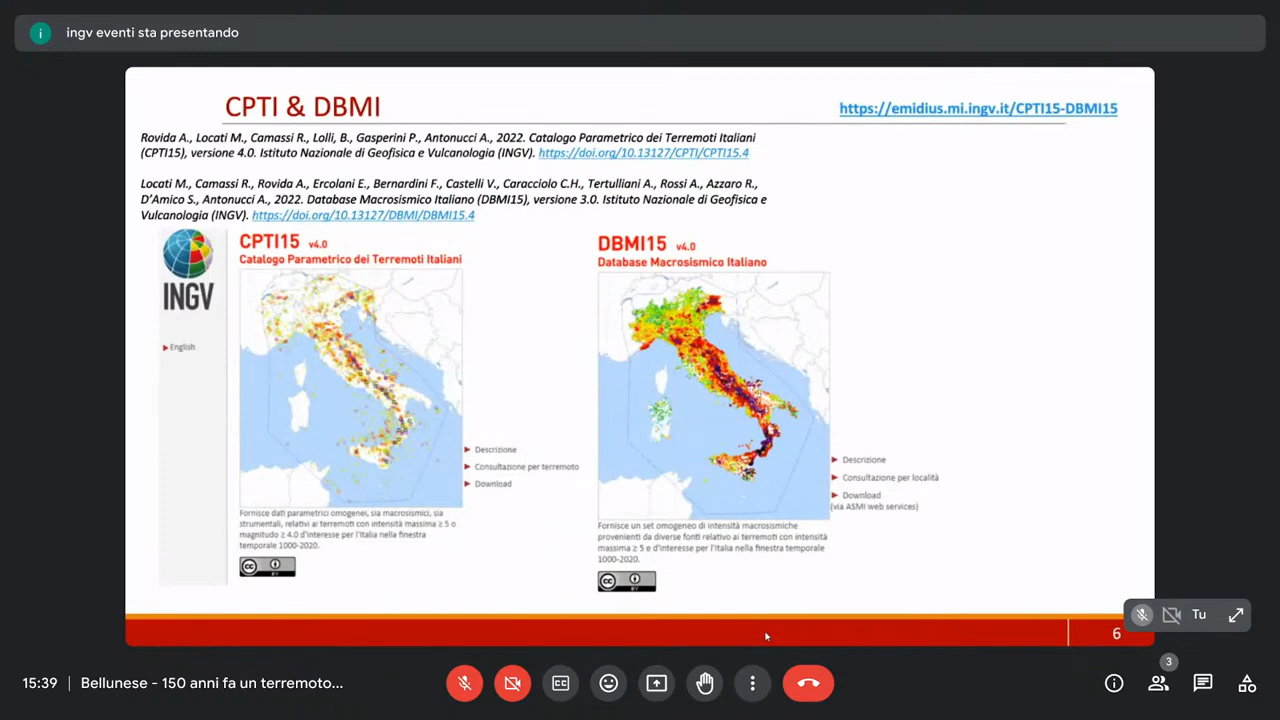 i ingv eventi sta presentando
CPTI & DBMI
https://emidius.mi.ingv.it/CPTI15-DBMI15
Rovida A., Locati M., Camassi R., Lolli, B., Gasperini P., Antonucci A., 2022. Catalogo Parametrico dei Terremoti Italiani
(CPTI15), versione 4.0. Istituto Nazionale di Geofisica e Vulcanologia (INGV). https://doi.org/10.13127/CPTI/CPTI15.4
Locati M., Camassi R., Rovida A., Ercolani E., Bernardini F., Castelli V., Caracciolo C.H., Tertulliani A., Rossi A., Azzaro R.,
D'Amico S., Antonucci A., 2022. Database Macrosismico Italiano (DBMI15), versione 3.0. Istituto Nazionale di Geofisica e
Vulcanologia (INGV). https://doi.org/10.13127/DBMI/DBMI15.4
INGV
English
CPTI15 v4.0
Catalogo Parametrico dei Terremoti Italiani
Descrizione
Consultazione per terremoto
Download
Fornisce dati parametrici omogenei, sia macrosismici, sia
strumentali, relativi ai terremoti con intensità massima ≥ 5 o
magnitudo ≥ 4.0 d'interesse per l'Italia nella finestra
temporale 1000-2020.
cc BY
DBMI15 v4.0
Database Macrosismico Italiano
Descrizione
Consultazione per località
Download
(via ASMI web services)
Fornisce un set omogeneo di intensità macrosismiche
provenienti da diverse fonti relativo ai terremoti con intensità
massima ≥ 5 e d'interesse per l'Italia nella finestra temporale
1000-2020.
cc BY
Tu
6
15:39 | Bellunese - 150 anni fa un terremoto...
CC
3